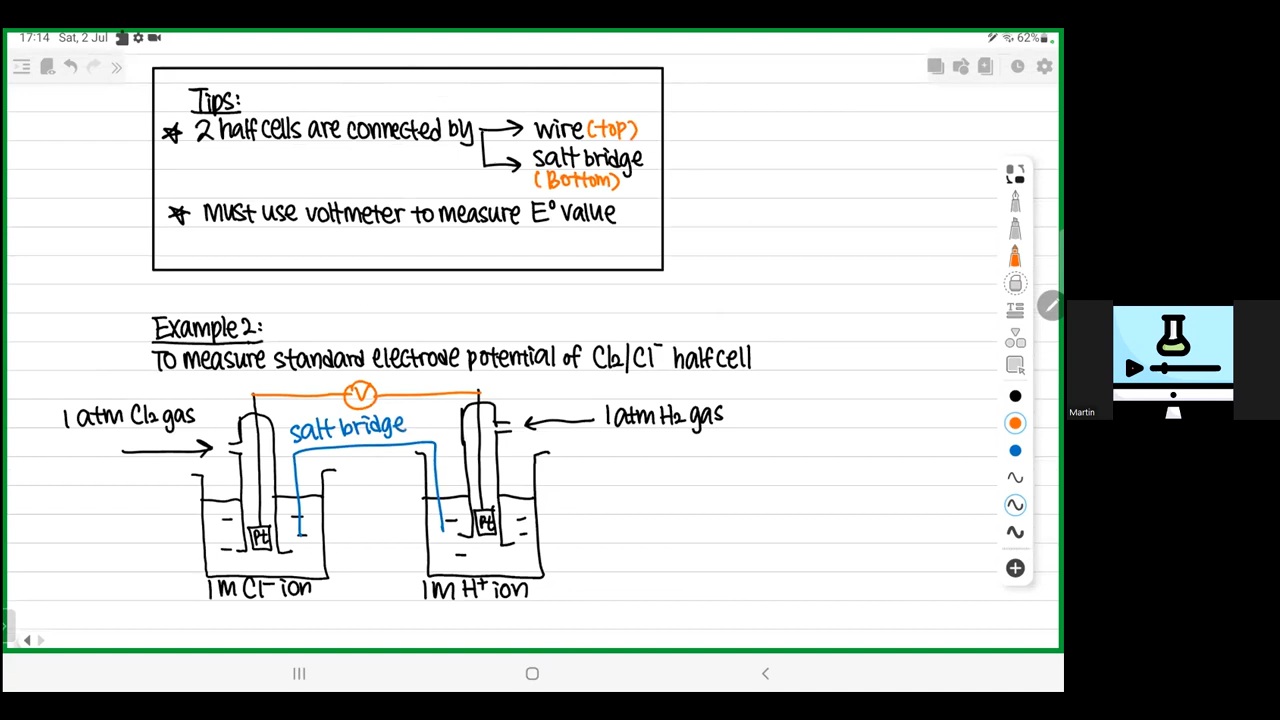 17:14 Sat, 2 Jul
62%
Tips:
2 half cells are connected by wire (top)
salt bridge
(Bottom)
Must use voltmeter to measure E° value
Example 2:
To measure standard electrode potential of Cl₂/Cl⁻ half cell
V
1 atm Cl₂ gas
salt bridge
1 atm H₂ gas
Pt
Pt
1 M Cl⁻ ion
1 M H⁺ ion
Martin